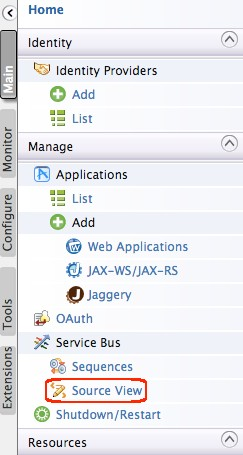 Home
Main
Monitor
Configure
Tools
Extensions
Identity
Identity Providers
Add
List
Manage
Applications
List
Add
Web Applications
JAX-WS/JAX-RS
Jaggery
OAuth
Service Bus
Sequences
Source View
Shutdown/Restart
Resources